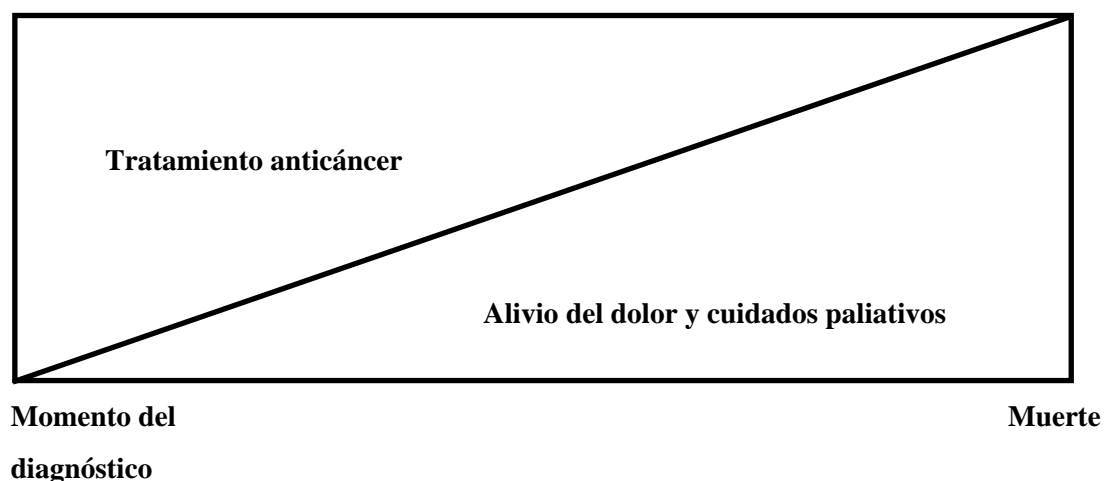 Tratamiento anticáncer
Alivio del dolor y cuidados paliativos
Momento del
diagnóstico
Muerte